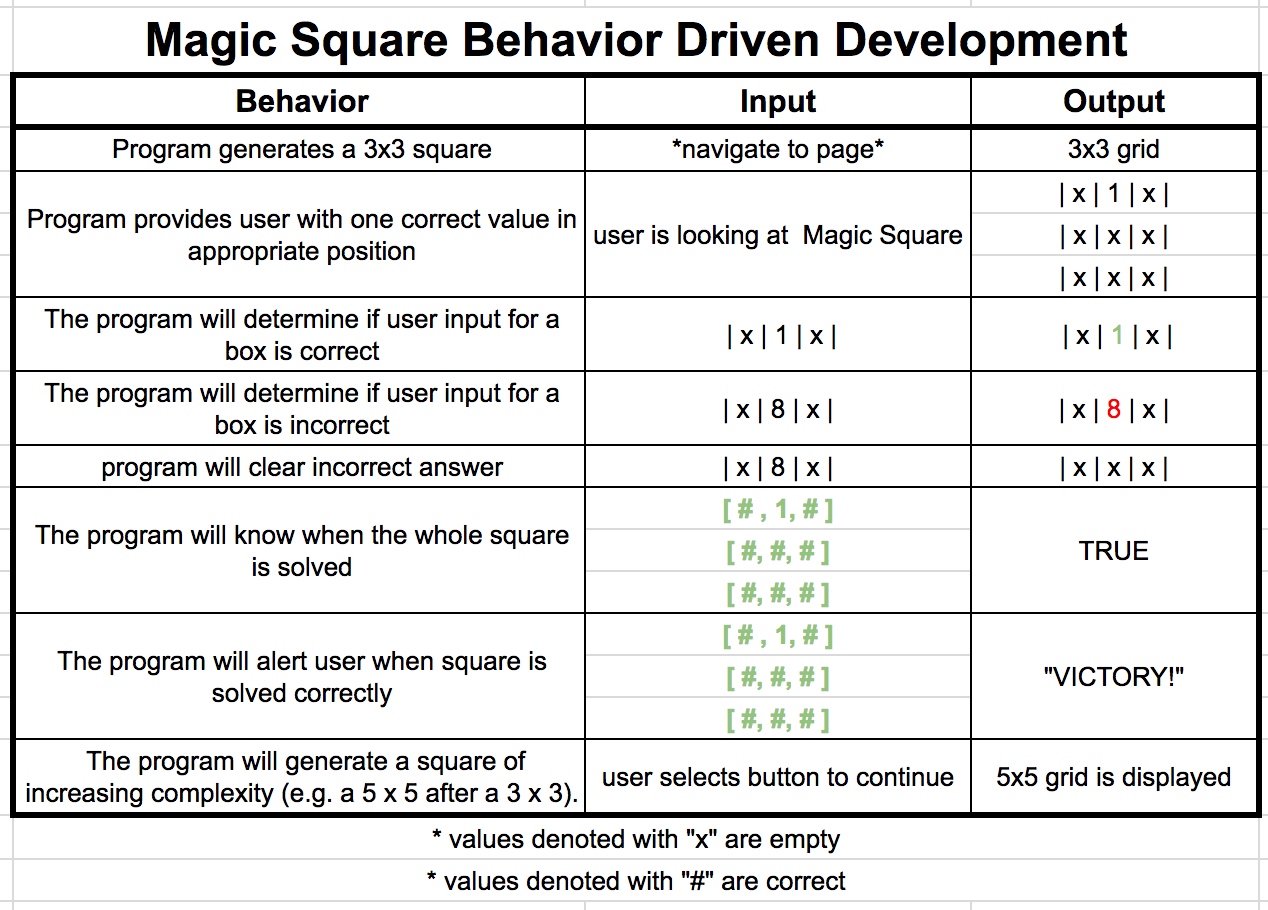 Magic Square Behavior Driven Development
Behavior Input Output
Program generates a 3x3 square *navigate to page* 3x3 grid
Program provides user with one correct value in
appropriate position
user is looking at  Magic Square
| x | 1 | x |
| x | x | x |
| x | x | x |
The program will determine if user input for a
box is correct
| x | 1 | x | | x | 1 | x |
The program will determine if user input for a
box is incorrect
| x | 8 | x | | x | 8 | x |
program will clear incorrect answer | x | 8 | x | | x | x | x |
The program will know when the whole square
is solved
[ # , 1, # ]
[ #, #, # ]
[ #, #, # ]
TRUE
The program will alert user when square is
solved correctly
[ # , 1, # ]
[ #, #, # ]
[ #, #, # ]
"VICTORY!"
The program will generate a square of
increasing complexity (e.g. a 5 x 5 after a 3 x 3).
user selects button to continue 5x5 grid is displayed
* values denoted with "x" are empty
* values denoted with "#" are correct